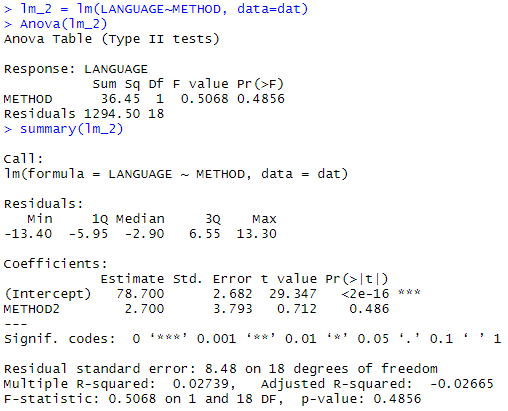 > lm_2 = lm(LANGUAGE~METHOD, data=dat)
> Anova(lm_2)
Anova Table (Type II tests)

Response: LANGUAGE
           Sum Sq Df F value Pr(>F)
METHOD      36.45  1  0.5068 0.4856
Residuals 1294.50 18
> summary(lm_2)

Call:
lm(formula = LANGUAGE ~ METHOD, data = dat)

Residuals:
   Min     1Q Median     3Q    Max
-13.40  -5.95  -2.90   6.55  13.30

Coefficients:
            Estimate Std. Error t value Pr(>|t|)
(Intercept)   78.700      2.682  29.347   <2e-16 ***
METHOD2        2.700      3.793   0.712    0.486
---
Signif. codes:  0 ‘***’ 0.001 ‘**’ 0.01 ‘*’ 0.05 ‘.’ 0.1 ‘ ’ 1

Residual standard error: 8.48 on 18 degrees of freedom
Multiple R-squared:  0.02739,	Adjusted R-squared:  -0.02665
F-statistic: 0.5068 on 1 and 18 DF,  p-value: 0.4856